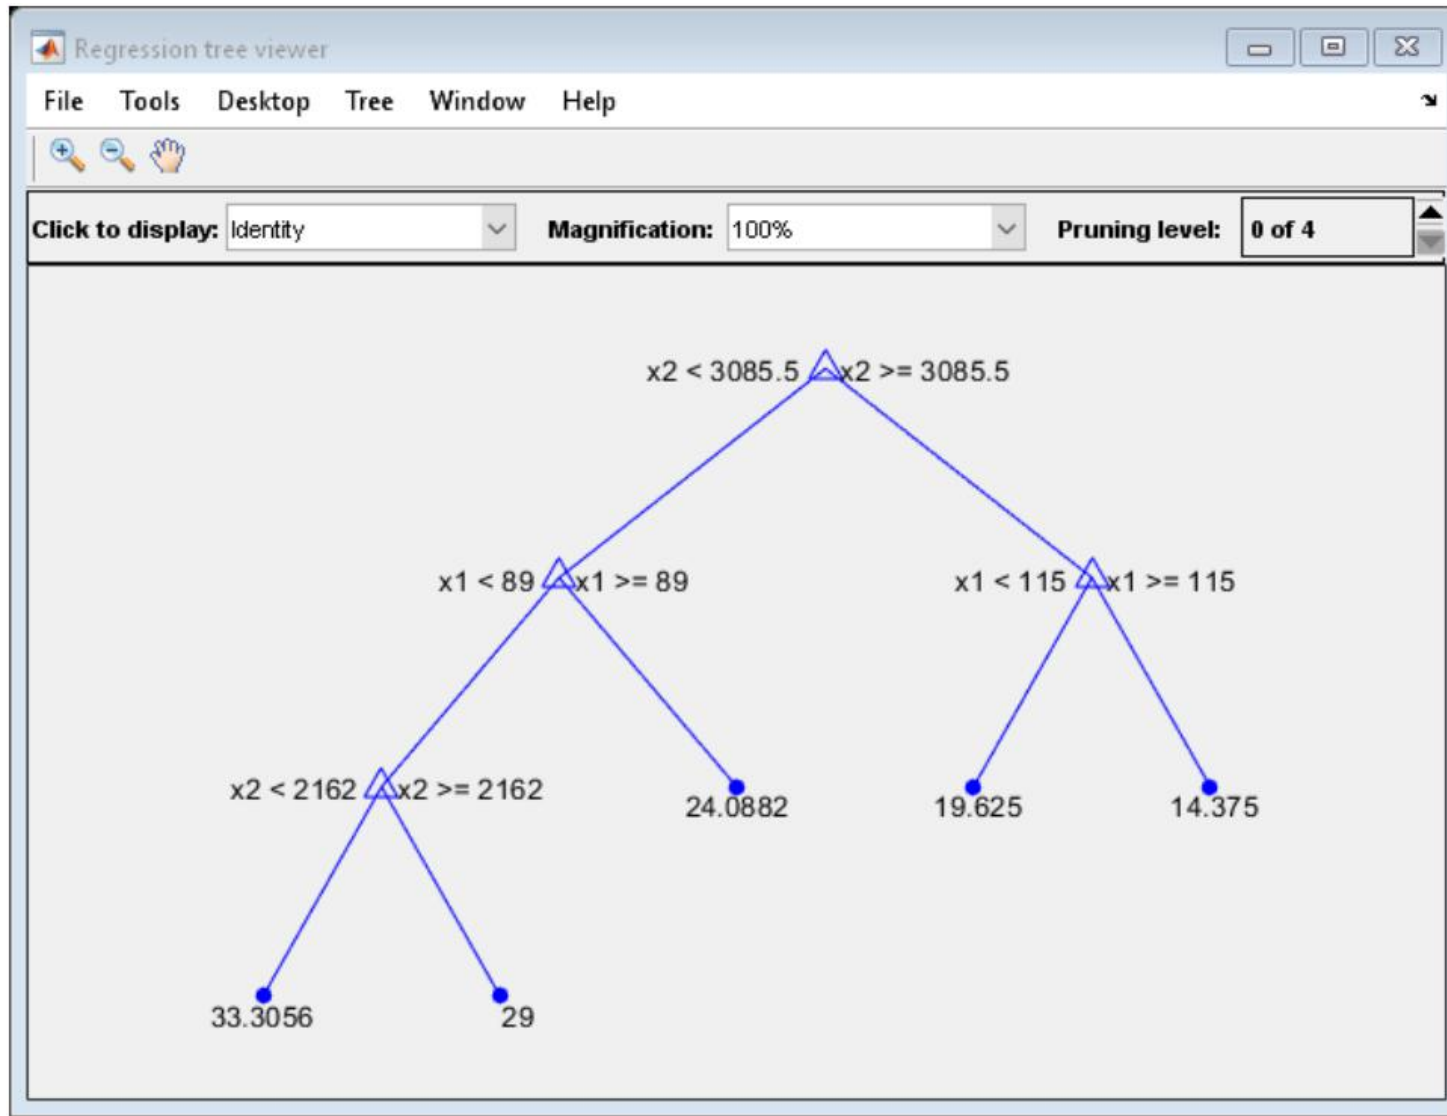 Regression tree viewer
File Tools Desktop Tree Window Help
Click to display: Identity Magnification: 100% Pruning level: 0 of 4
x2 < 3085.5 x2 >= 3085.5
x1 < 89 x1 >= 89 x1 < 115 x1 >= 115
x2 < 2162 x2 >= 2162 24.0882 19.625 14.375
33.3056 29